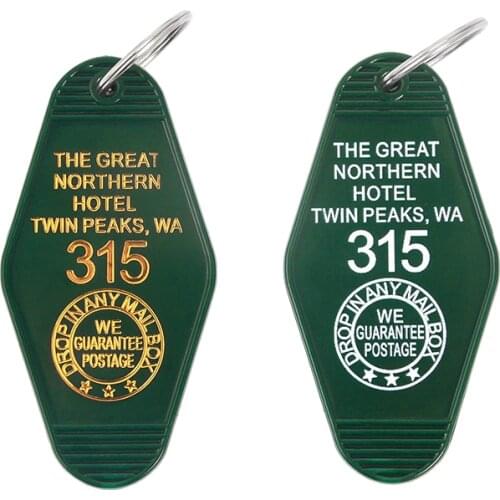 THE GREAT
NORTHERN
HOTEL
TWIN PEAKS, WA
315
DROP IN ANY MAIL BOX
WE
GUARANTEE
POSTAGE
THE GREAT
NORTHERN
HOTEL
TWIN PEAKS, WA
315
DROP IN ANY MAIL BOX
WE
GUARANTEE
POSTAGE